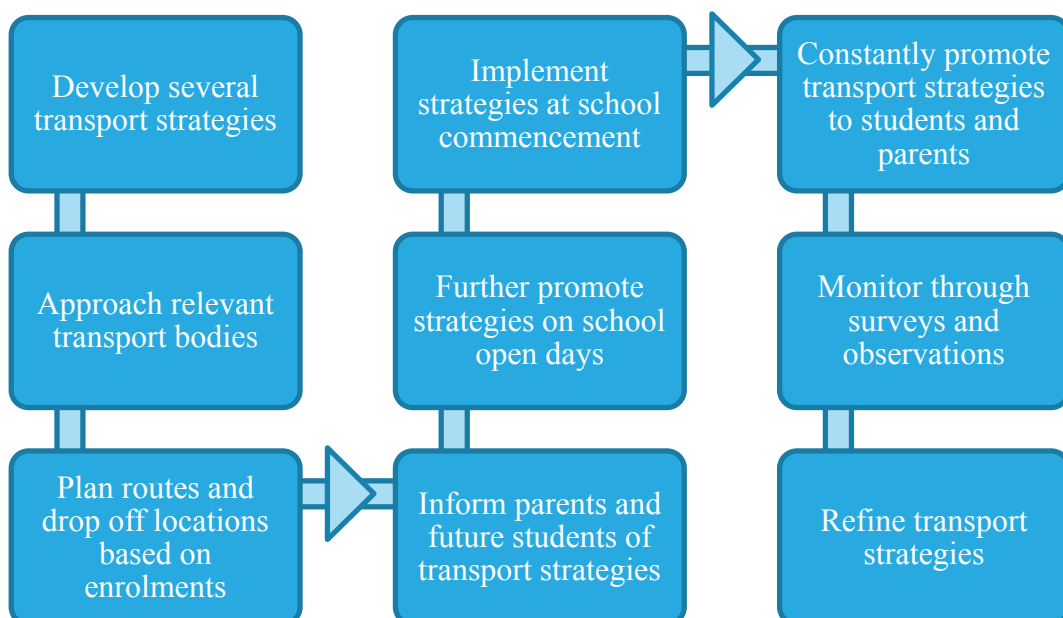 Develop several
transport strategies
Approach relevant
transport bodies
Plan routes and
drop off locations
based on
enrolments
Inform parents and
future students of
transport strategies
Further promote
strategies on school
open days
Implement
strategies at school
commencement
Constantly promote
transport strategies
to students and
parents
Monitor through
surveys and
observations
Refine transport
strategies